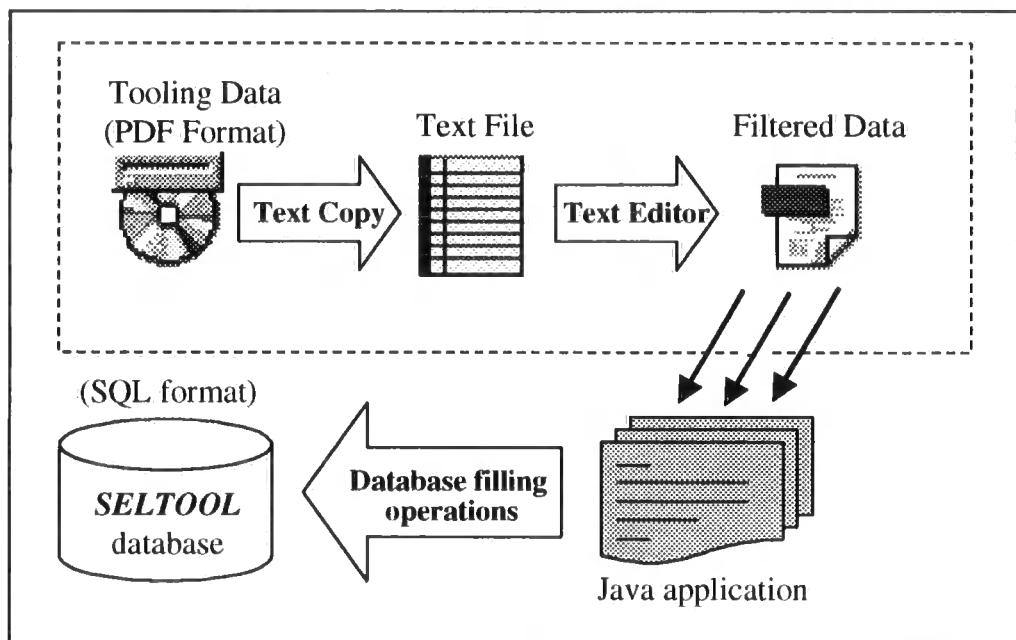 Tooling Data
(PDF Format)
Text File
Filtered Data
Text Copy
Text Editor
(SQL format)
SELTOOL
database
Database filling
operations
Java application